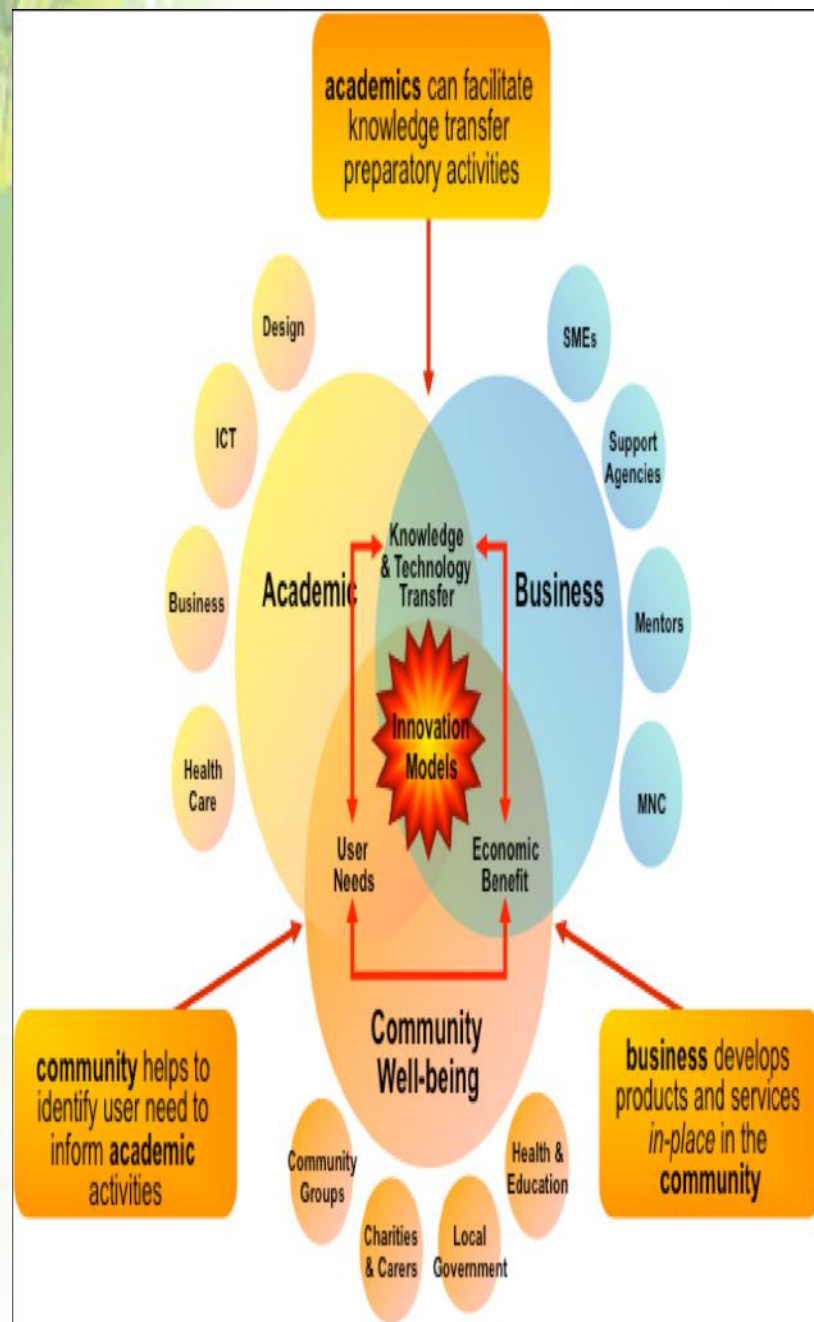 academics can facilitate
knowledge transfer
preparatory activities
Design
ICT
Business
Health
Care
SMEs
Support
Agencies
Mentors
MNC
Academic
Business
Knowledge
& Technology
Transfer
Innovation
Models
User
Needs
Economic
Benefit
Community
Well-being
community helps to
identify user need to
inform academic
activities
business develops
products and services
in-place in the
community
Community
Groups
Charities
& Carers
Local
Government
Health &
Education